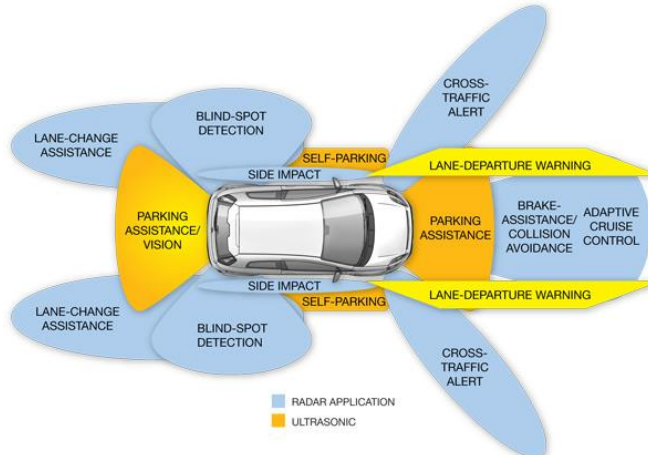 CROSS-
TRAFFIC
ALERT
BLIND-SPOT
DETECTION
LANE-CHANGE
ASSISTANCE
SELF-PARKING
LANE-DEPARTURE WARNING
SIDE IMPACT
PARKING
ASSISTANCE/
VISION
PARKING
ASSISTANCE
BRAKE-
ASSISTANCE/
COLLISION
AVOIDANCE
ADAPTIVE
CRUISE
CONTROL
SIDE IMPACT
SELF-PARKING
LANE-DEPARTURE WARNING
LANE-CHANGE
ASSISTANCE
BLIND-SPOT
DETECTION
CROSS-
TRAFFIC
ALERT
RADAR APPLICATION
ULTRASONIC